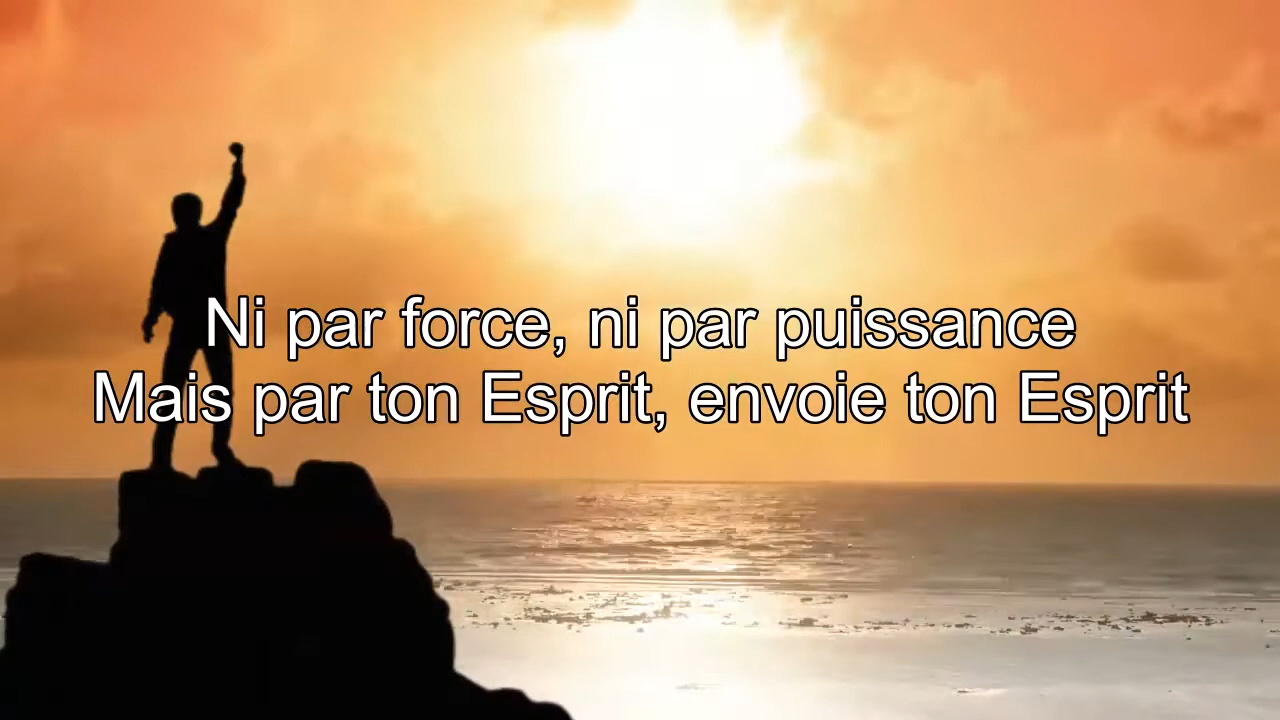 Ni par force, ni par puissance
Mais par ton Esprit, envoie ton Esprit